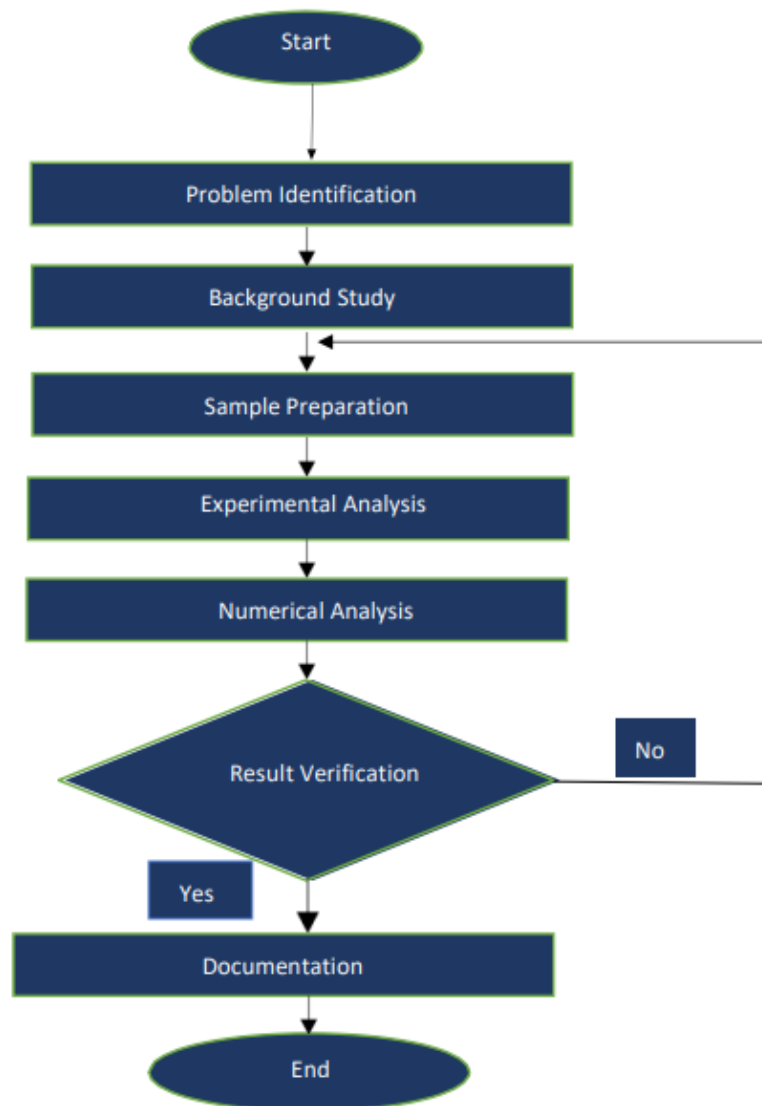 Start
Problem Identification
Background Study
Sample Preparation
Experimental Analysis
Numerical Analysis
Result Verification
No
Yes
Documentation
End